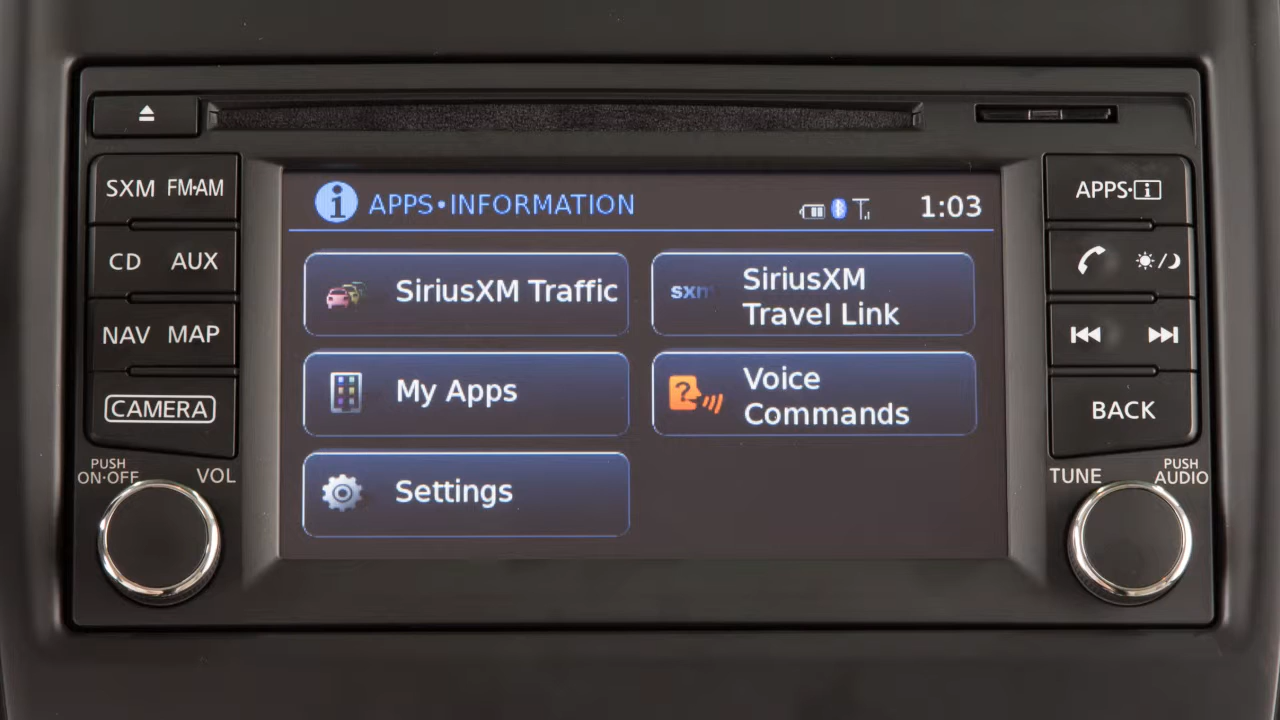 SXM FM·AM
CD AUX
NAV MAP
CAMERA
PUSH
ON·OFF
VOL
APPS•INFORMATION
1:03
SiriusXM Traffic
sxm
SiriusXM
Travel Link
My Apps
Voice
Commands
Settings
APPS·i
BACK
TUNE
PUSH
AUDIO